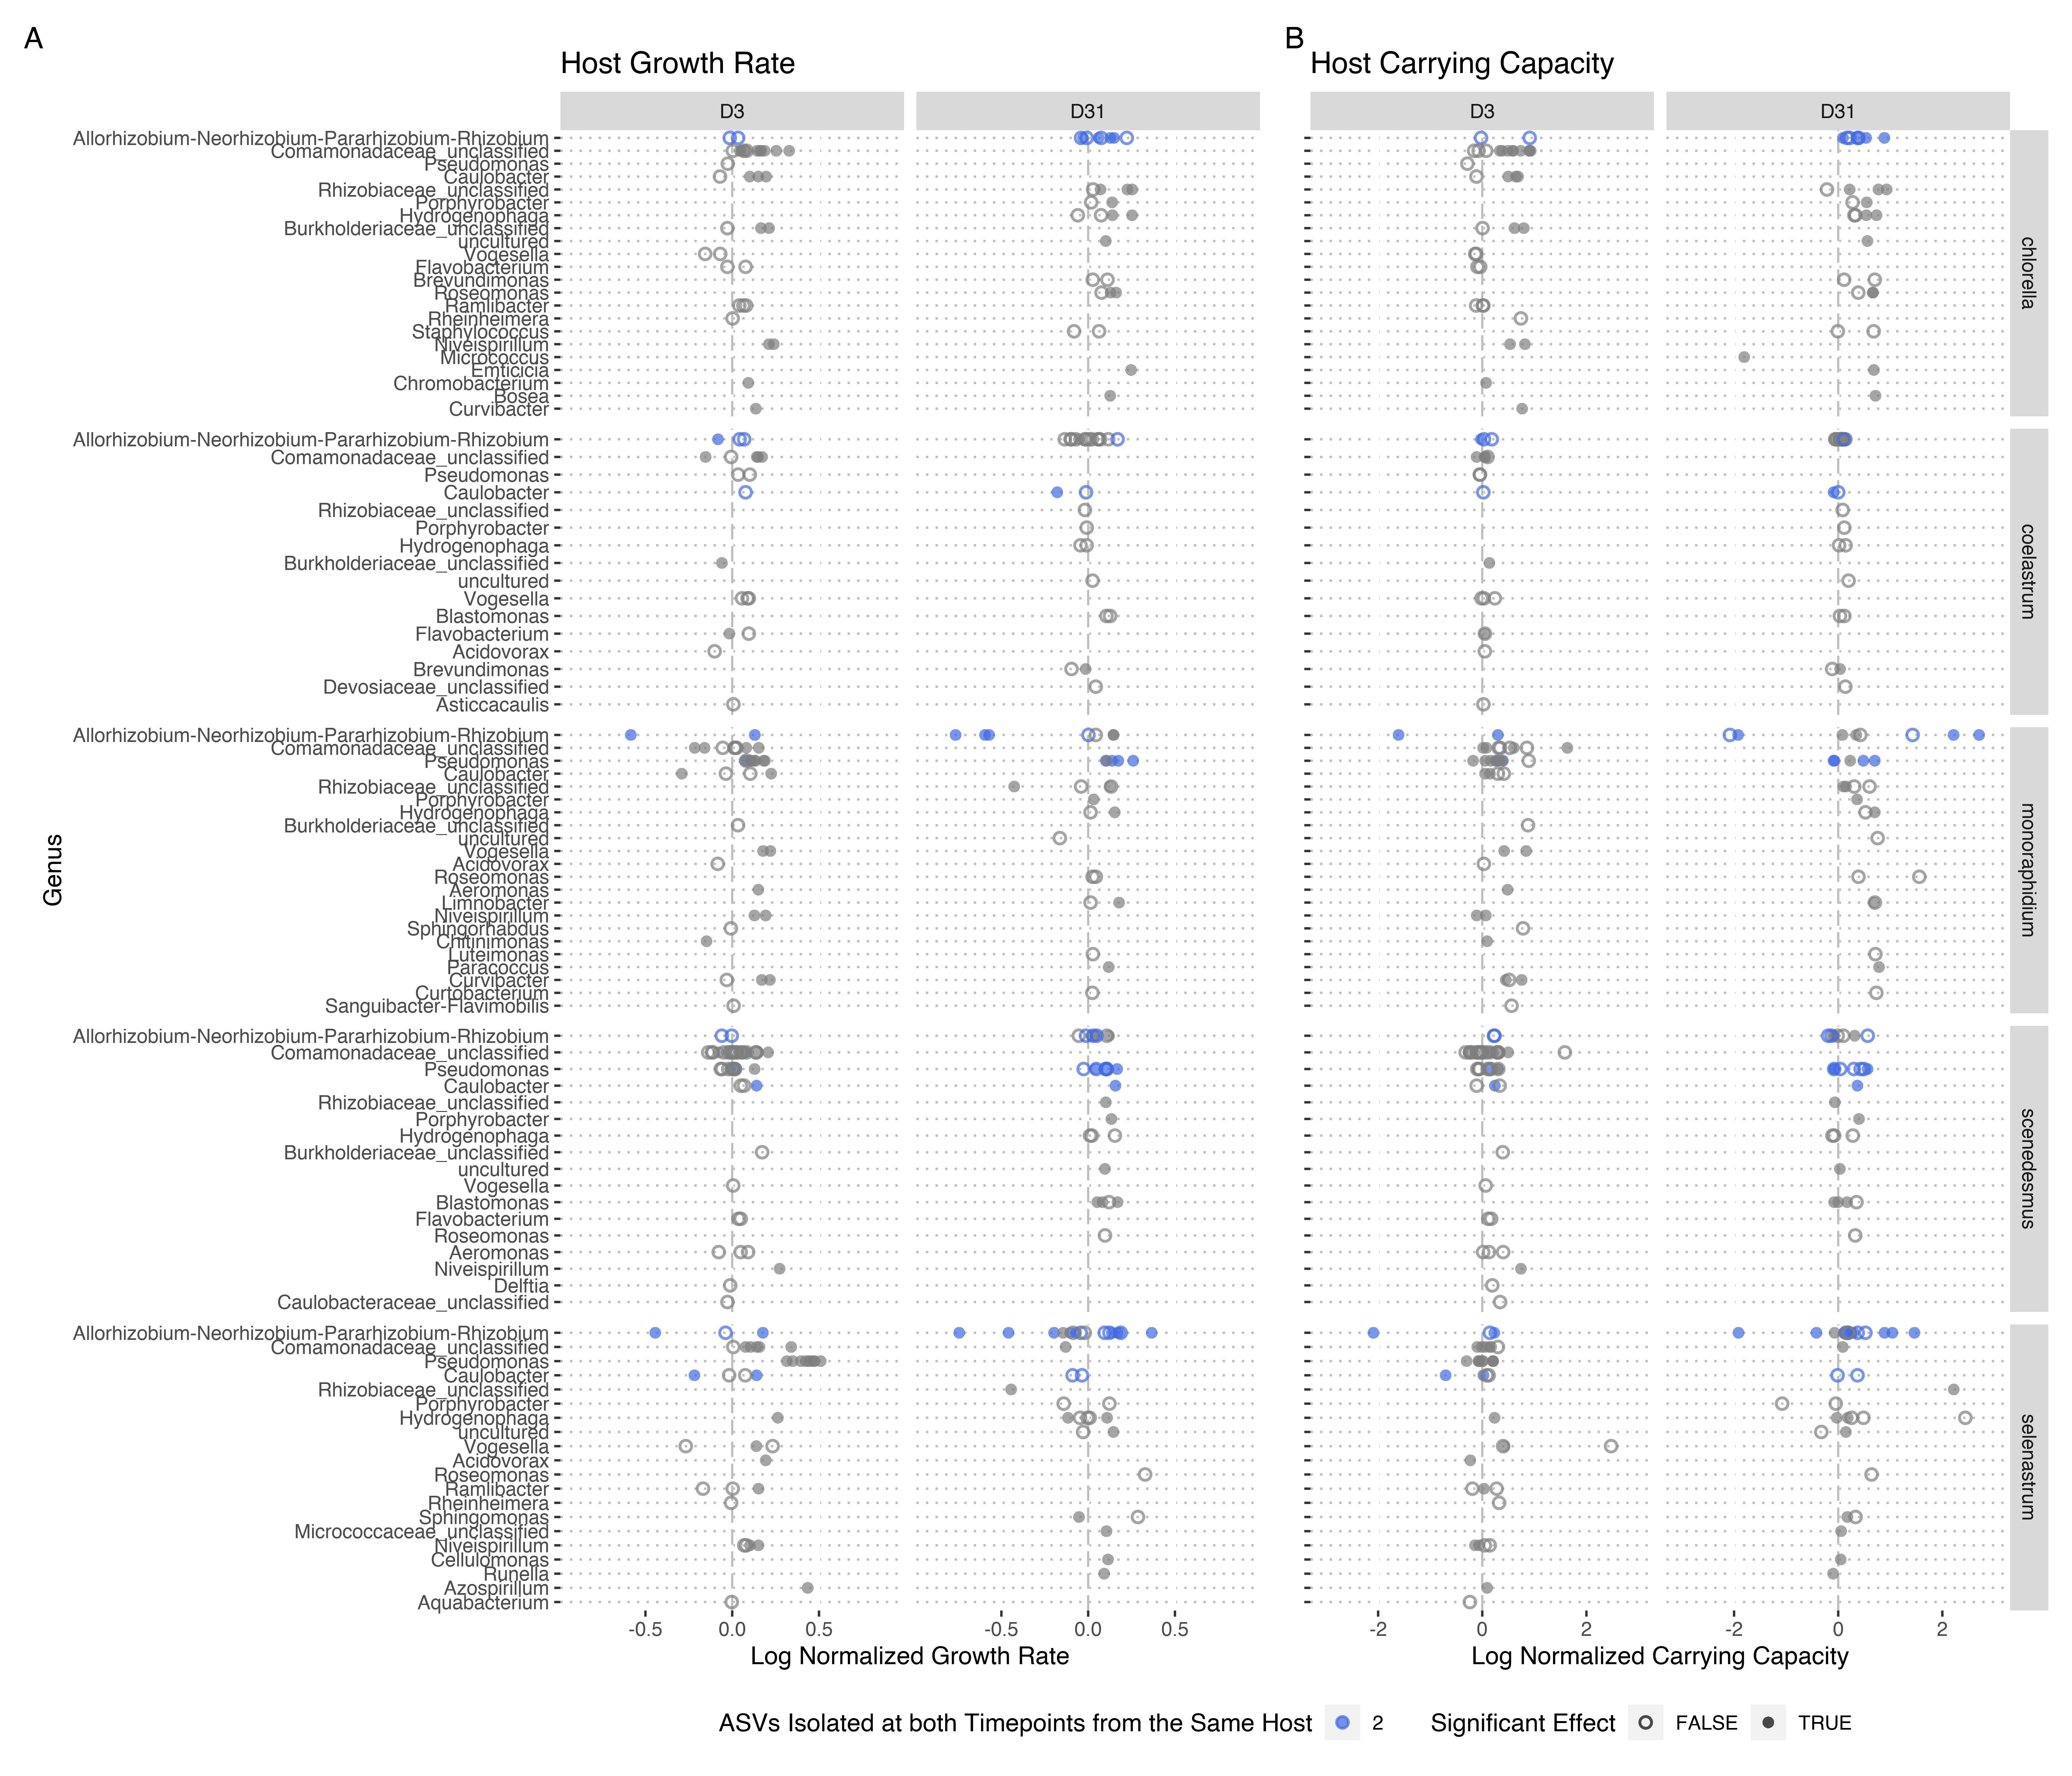 A
B
Host Growth Rate
Host Carrying Capacity
D3
D31
D3
D31
Genus
Allorhizobium-Neorhizobium-Pararhizobium-Rhizobium
Comamonadaceae_unclassified
Pseudomonas
Caulobacter
Rhizobiaceae_unclassified
Porphyrobacter
Hydrogenophaga
Burkholderiaceae_unclassified
uncultured
Vogesella
Flavobacterium
Brevundimonas
Roseomonas
Ramlibacter
Rheinheimera
Staphylococcus
Niveispirillum
Micrococcus
Emticicia
Chromobacterium
Bosea
Curvibacter
chlorella
Allorhizobium-Neorhizobium-Pararhizobium-Rhizobium
Comamonadaceae_unclassified
Pseudomonas
Caulobacter
Rhizobiaceae_unclassified
Porphyrobacter
Hydrogenophaga
Burkholderiaceae_unclassified
uncultured
Vogesella
Blastomonas
Flavobacterium
Acidovorax
Brevundimonas
Devosiaceae_unclassified
Asticcacaulis
coelastrum
Allorhizobium-Neorhizobium-Pararhizobium-Rhizobium
Comamonadaceae_unclassified
Pseudomonas
Caulobacter
Rhizobiaceae_unclassified
Porphyrobacter
Hydrogenophaga
Burkholderiaceae_unclassified
uncultured
Vogesella
Acidovorax
Roseomonas
Aeromonas
Limnobacter
Niveispirillum
Sphingorhabdus
Chitinimonas
Luteimonas
Paracoccus
Curvibacter
Curtobacterium
Sanguibacter-Flavimobilis
monoraphidium
Allorhizobium-Neorhizobium-Pararhizobium-Rhizobium
Comamonadaceae_unclassified
Pseudomonas
Caulobacter
Rhizobiaceae_unclassified
Porphyrobacter
Hydrogenophaga
Burkholderiaceae_unclassified
uncultured
Vogesella
Blastomonas
Flavobacterium
Roseomonas
Aeromonas
Niveispirillum
Delftia
Caulobacteraceae_unclassified
scenedesmus
Allorhizobium-Neorhizobium-Pararhizobium-Rhizobium
Comamonadaceae_unclassified
Pseudomonas
Caulobacter
Rhizobiaceae_unclassified
Porphyrobacter
Hydrogenophaga
uncultured
Vogesella
Acidovorax
Roseomonas
Ramlibacter
Rheinheimera
Sphingomonas
Micrococcaceae_unclassified
Niveispirillum
Cellulomonas
Runella
Azospirillum
Aquabacterium
selenastrum
-0.5 0.0 0.5 -0.5 0.0 0.5
-2 0 2 -2 0 2
Log Normalized Growth Rate
Log Normalized Carrying Capacity
ASVs Isolated at both Timepoints from the Same Host 2 Significant Effect FALSE TRUE